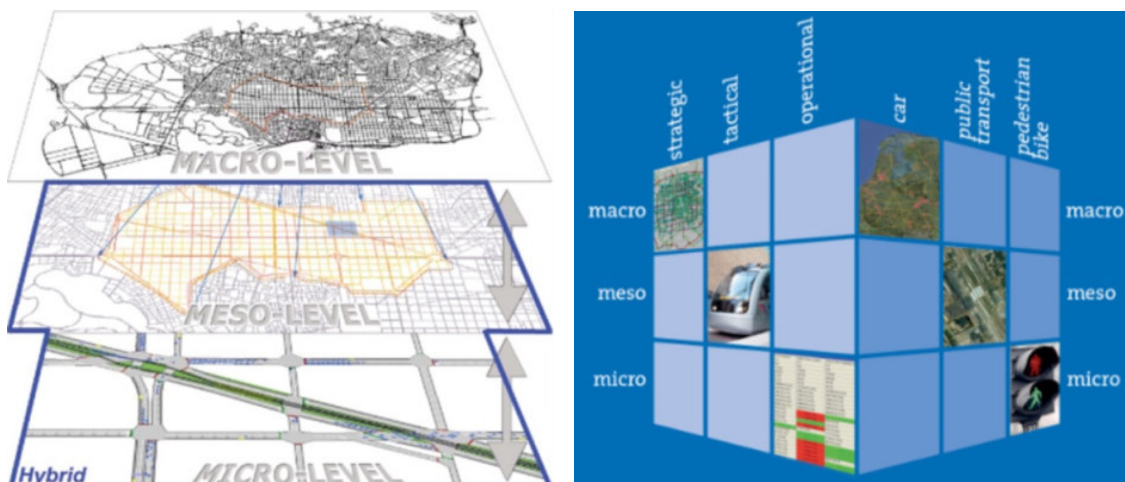 MACRO-LEVEL
MESO-LEVEL
Hybrid
MICRO-LEVEL
strategic
tactical
operational
car
public
transport
pedestrian
bike
macro
macro
meso
meso
micro
micro